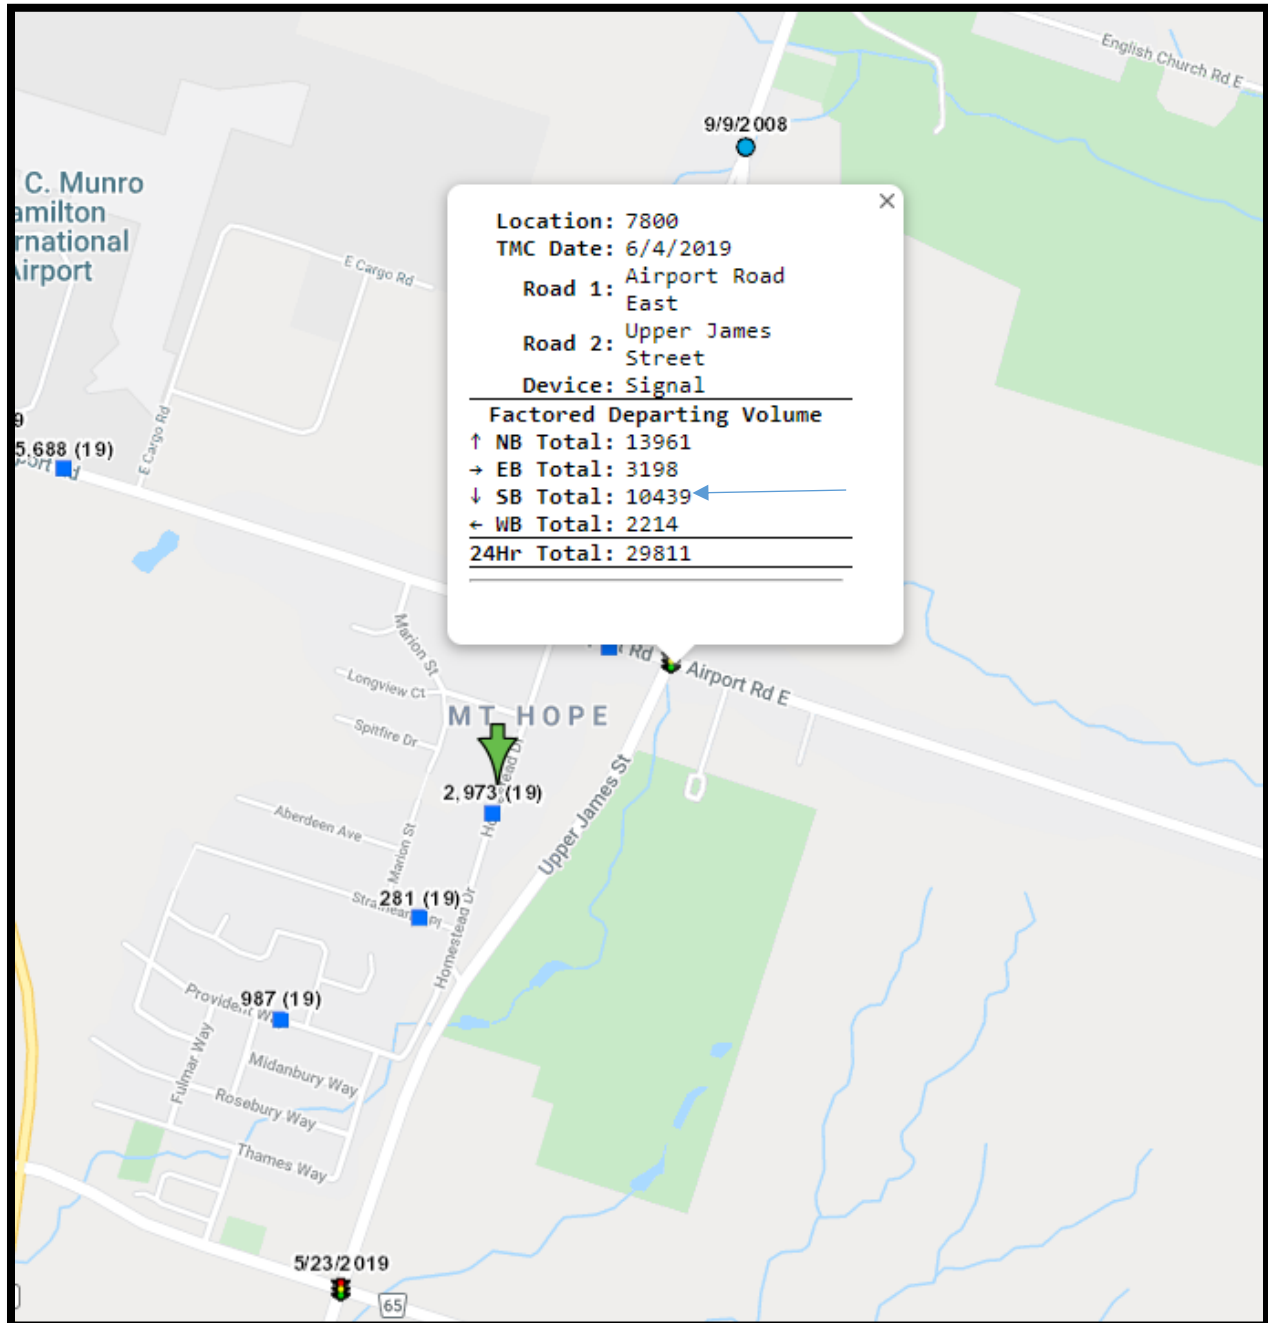 English Church Rd E
9/9/2008
C. Munro
amilton
rnational
Airport
E Cargo Rd
Location: 7800
TMC Date: 6/4/2019
Road 1: Airport Road
East
Road 2: Upper James
Street
Device: Signal
Factored Departing Volume
↑ NB Total: 13961
→ EB Total: 3198
↓ SB Total: 10439
← WB Total: 2214
24Hr Total: 29811
9
5,688 (19)
E Cargo Rd
Marion St
Rd
Airport Rd E
Longview Ct
MT HOPE
Spitfire Dr
2,973 (19)
Upper James St
Aberdeen Ave
Marion St
281 (19)
Homestead Dr
987 (19)
Fulmar Way
Midanbury Way
Rosebury Way
Thames Way
5/23/2019
65